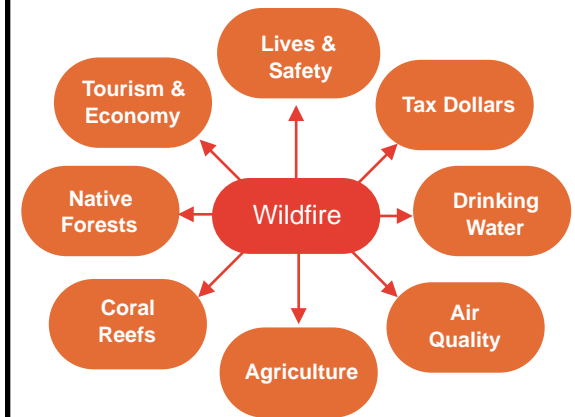 Lives &
Safety
Tourism &
Economy
Tax Dollars
Native
Forests
Wildfire
Drinking
Water
Coral
Reefs
Air
Quality
Agriculture